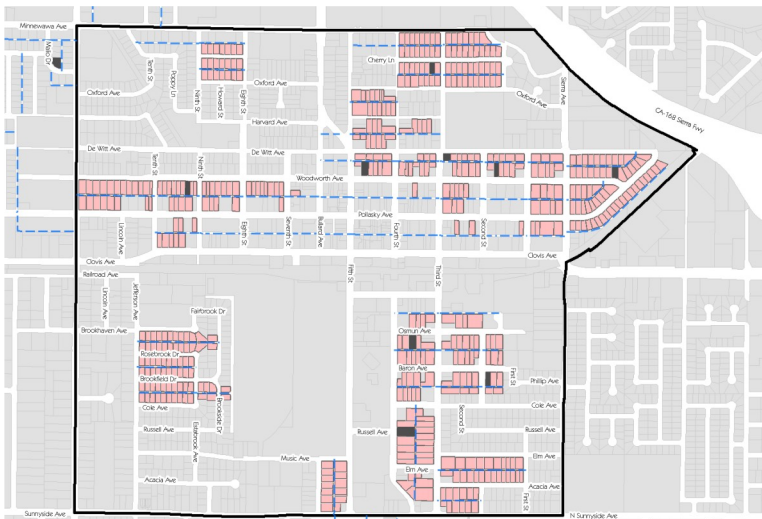 Minnewawa Ave
Matio Dr
Tenth St
Poppy Ln
Oxford Ave
Ninth St
Howard St
Eighth St
Oxford Ave
Cherry Ln
Oxford Ave
Sierra Ave
CA-168 Sierra Fwy
Harvard Ave
De Witt Ave
De Witt Ave
Tenth St
Ninth St
Woodworth Ave
Pollasky Ave
Lincoln Ave
Eighth St
Seventh St
Bullard Ave
Fourth St
Second St
Clovis Ave
Clovis Ave
Railroad Ave
Lincoln Ave
Jefferson Ave
Fifth St
Third St
Fairbrook Dr
Brookhaven Ave
Osmun Ave
Rosebrook Dr
Baron Ave
First St
Phillip Ave
Brookfield Dr
Brookside Dr
Cole Ave
Cole Ave
Second St
Russell Ave
Estabrook Ave
Russell Ave
Russell Ave
Music Ave
Elm Ave
Elm Ave
Acacia Ave
Acacia Ave
First St
Sunnyside Ave
N Sunnyside Ave